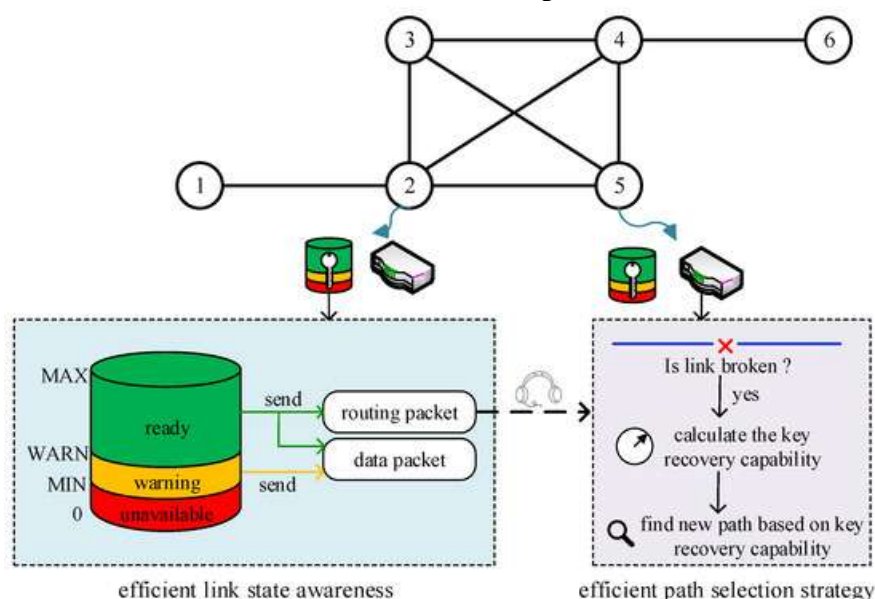 3
4
6
1
2
5
MAX
ready
WARN
warning
MIN
unavailable
0
send
send
routing packet
data packet
Is link broken ?
yes
calculate the key
recovery capability
find new path based on key
recovery capability
efficient link state awareness
efficient path selection strategy